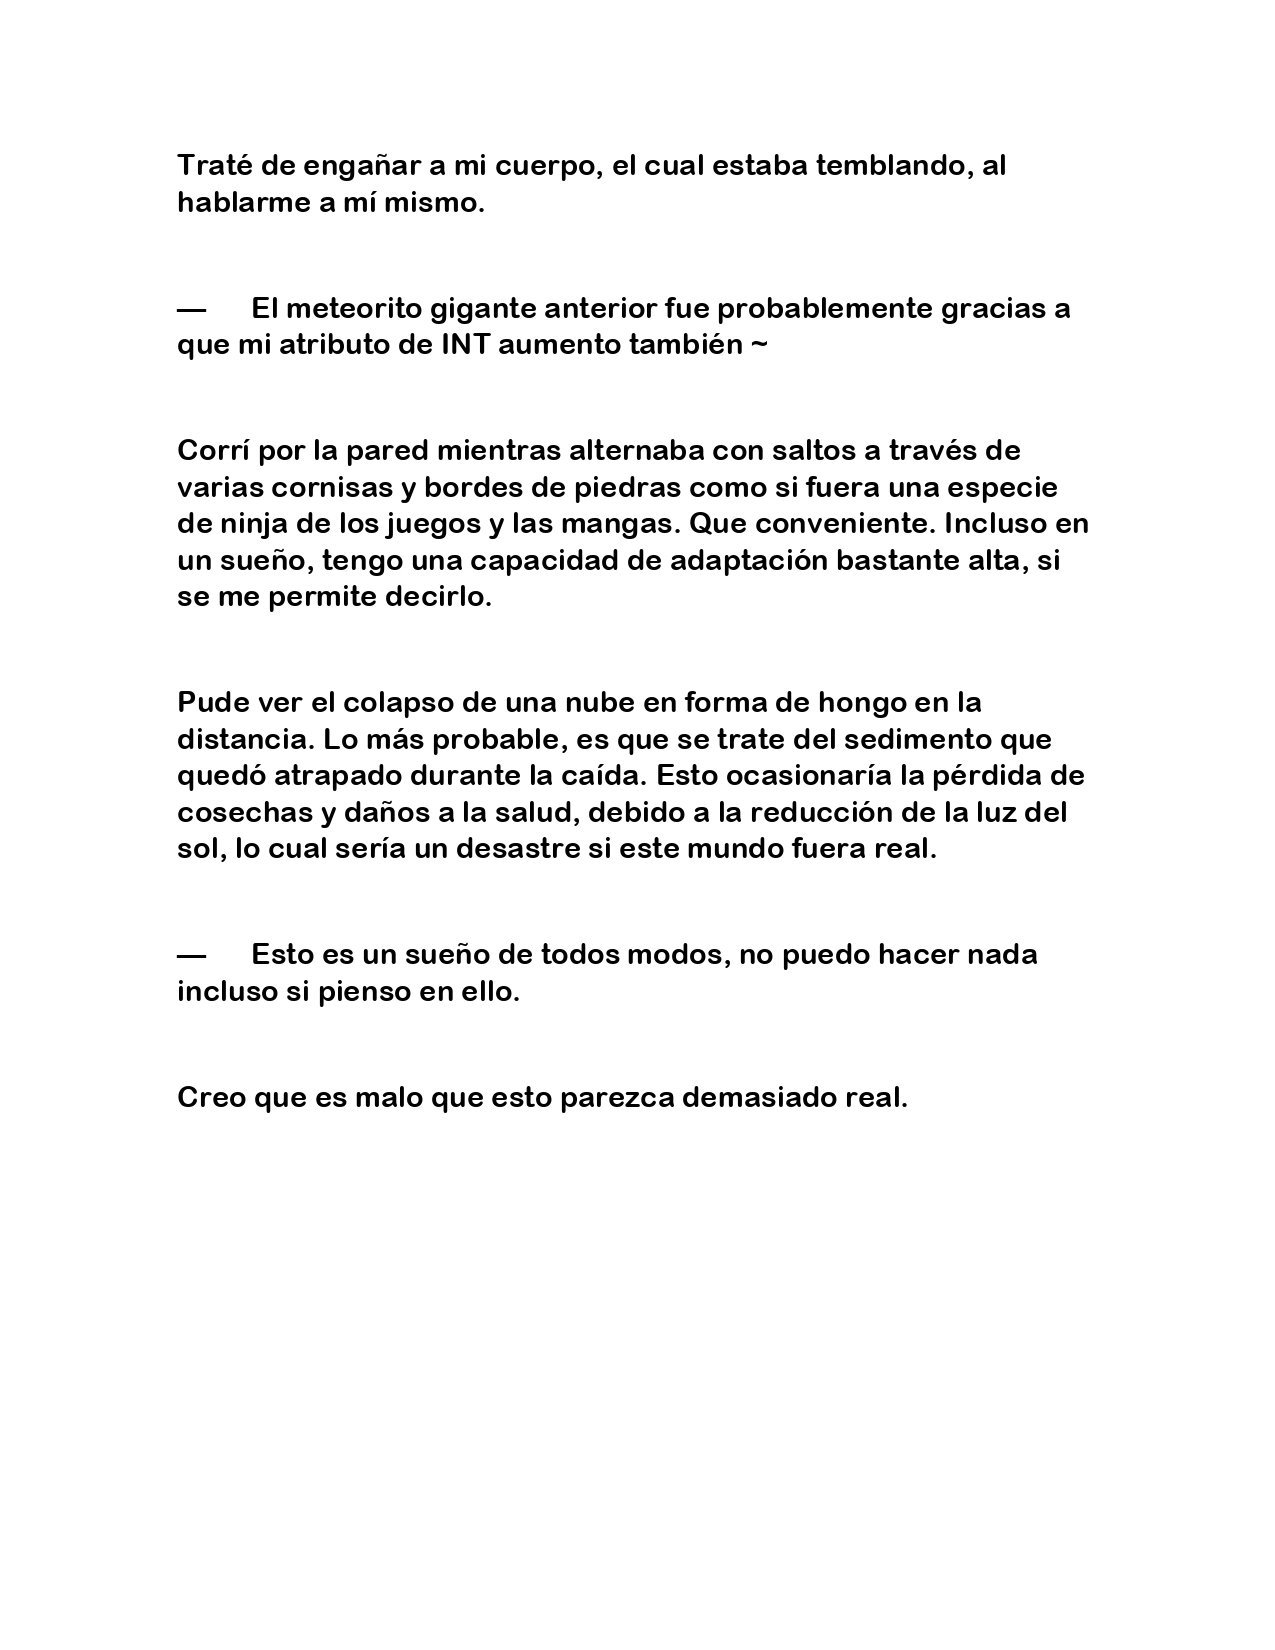 Traté de engañar a mi cuerpo, el cual estaba temblando, al
hablarme a mí mismo.
— El meteorito gigante anterior fue probablemente gracias a
que mi atributo de INT aumento también ~
Corrí por la pared mientras alternaba con saltos a través de
varias cornisas y bordes de piedras como si fuera una especie
de ninja de los juegos y las mangas. Que conveniente. Incluso en
un sueño, tengo una capacidad de adaptación bastante alta, si
se me permite decirlo.
Pude ver el colapso de una nube en forma de hongo en la
distancia. Lo más probable, es que se trate del sedimento que
quedó atrapado durante la caída. Esto ocasionaría la pérdida de
cosechas y daños a la salud, debido a la reducción de la luz del
sol, lo cual sería un desastre si este mundo fuera real.
— Esto es un sueño de todos modos, no puedo hacer nada
incluso si pienso en ello.
Creo que es malo que esto parezca demasiado real.